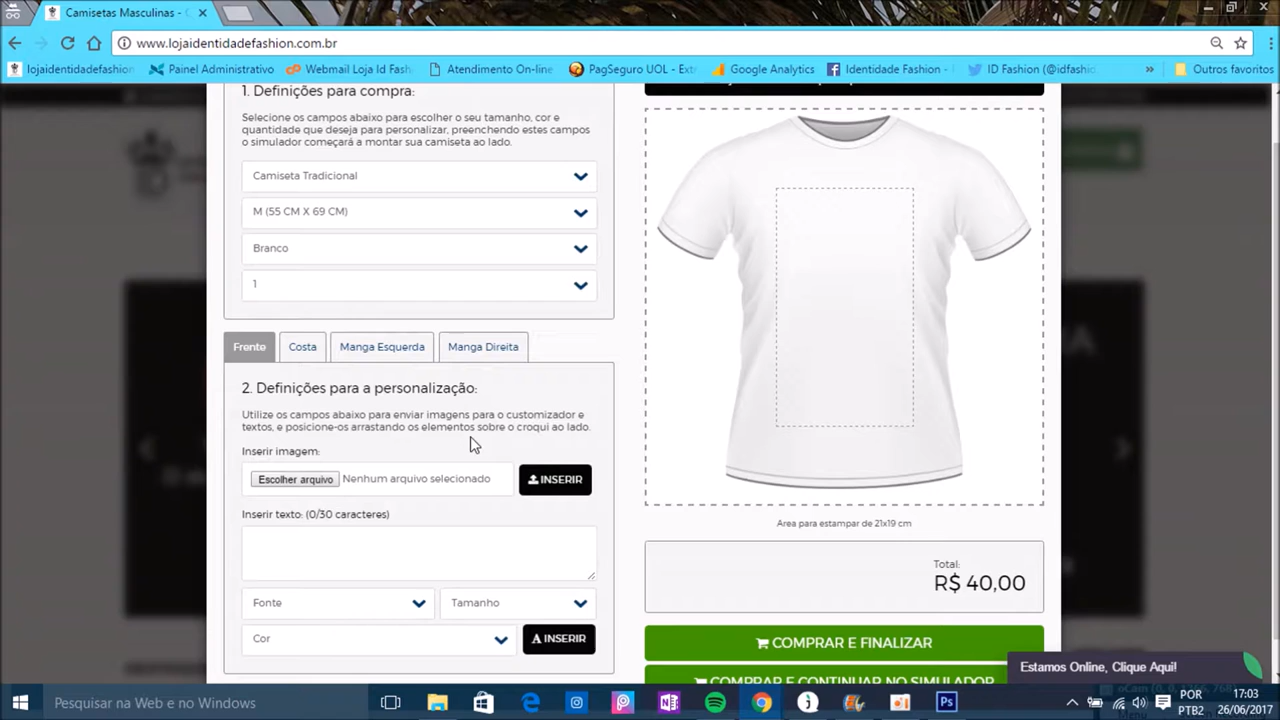 Camisetas Masculinas -
www.lojaidentidadefashion.com.br
lojaidentidadefashion
Painel Administrativo
Webmail Loja Id Fash
Atendimento On-line
PagSeguro UOL - Ext
Google Analytics
Identidade Fashion -
ID Fashion (@idfashio
»
Outros favoritos
1. Definições para compra:
Selecione os campos abaixo para escolher o seu tamanho, cor e
quantidade que deseja para personalizar, preenchendo estes campos
o simulador começará a montar sua camiseta ao lado.
Camiseta Tradicional
M (55 CM X 69 CM)
Branco
1
Frente
Costa
Manga Esquerda
Manga Direita
2. Definições para a personalização:
Utilize os campos abaixo para enviar imagens para o customizador e
textos, e posicione-os arrastando os elementos sobre o croqui ao lado.
Inserir imagem:
Escolher arquivo Nenhum arquivo selecionado
INSERIR
Inserir texto: (0/30 caracteres)
Fonte
Tamanho
Cor
INSERIR
Area para estampar de 21x19 cm
Total:
R$ 40,00
COMPRAR E FINALIZAR
COMPRAR E CONTINUAR NO SIMULADOR
Estamos Online, Clique Aqui!
Pesquisar na Web e no Windows
POR
PTB2
17:03
26/06/2017